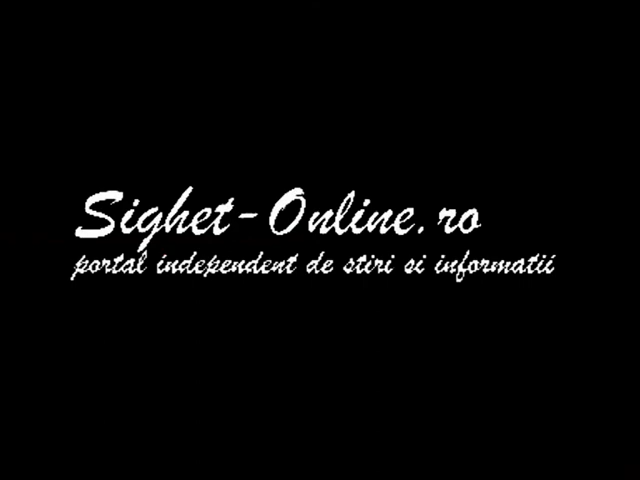 Sighet-Online.ro
portal independent de stiri si informatii